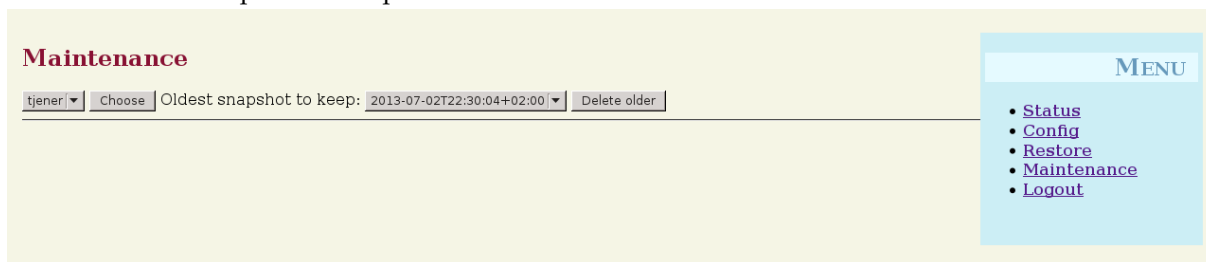 Maintenance
tjener Choose Oldest snapshot to keep: 2013-07-02T22:30:04+02:00 Delete older
MENU
• Status
• Config
• Restore
• Maintenance
• Logout